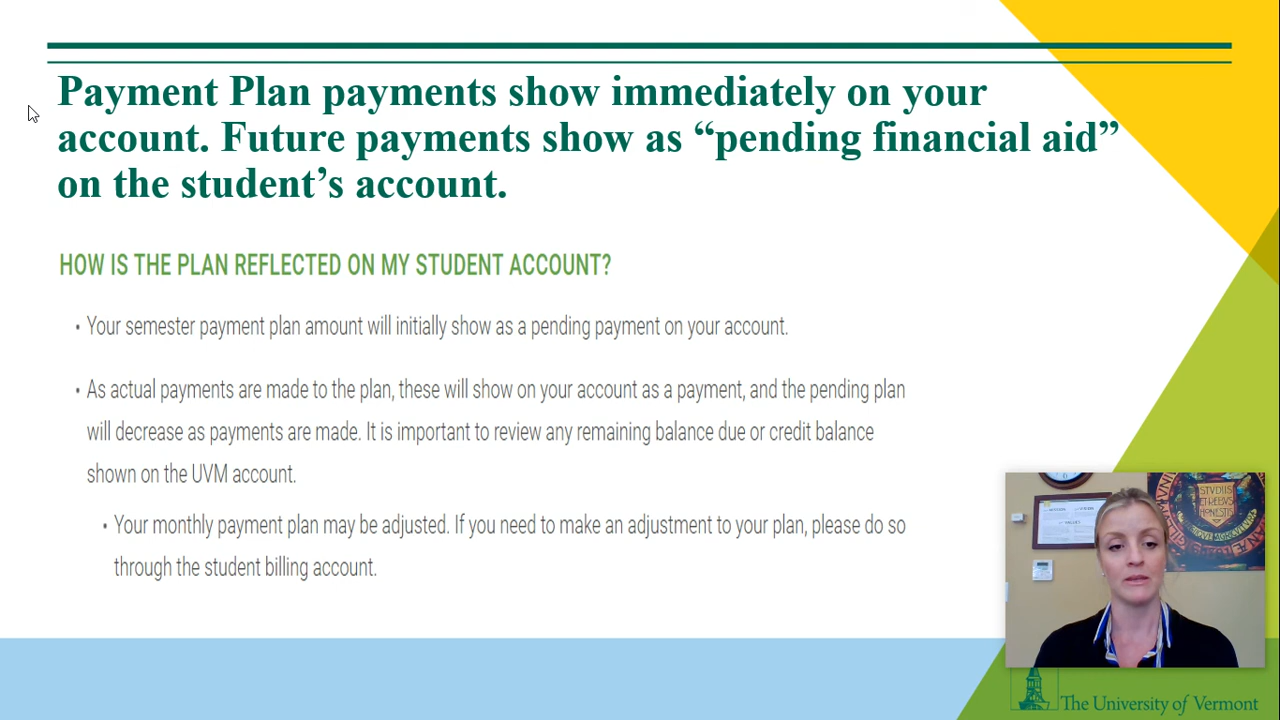 Payment Plan payments show immediately on your
account. Future payments show as “pending financial aid”
on the student’s account.
HOW IS THE PLAN REFLECTED ON MY STUDENT ACCOUNT?
• Your semester payment plan amount will initially show as a pending payment on your account.
• As actual payments are made to the plan, these will show on your account as a payment, and the pending plan
will decrease as payments are made. It is important to review any remaining balance due or credit balance
shown on the UVM account.
• Your monthly payment plan may be adjusted. If you need to make an adjustment to your plan, please do so
through the student billing account.
STVDIIS
ET REBVS
HONESTIS
The University of Vermont